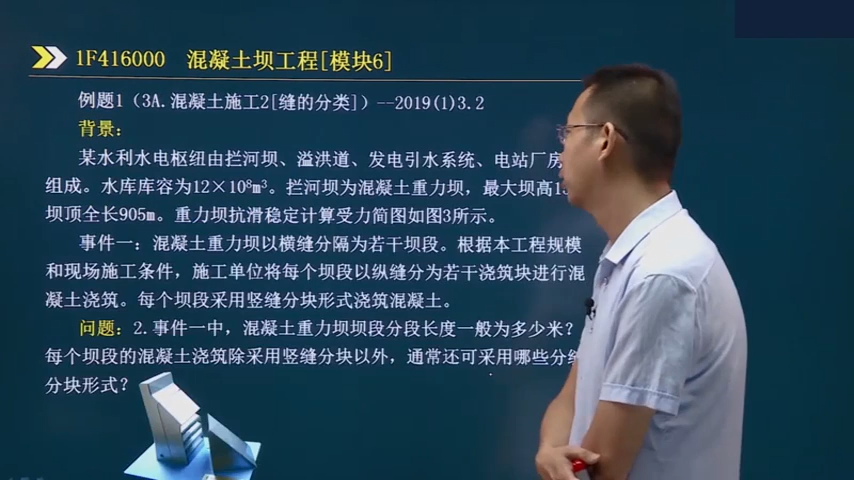 1F416000 混凝土坝工程[模块6]
例题1（3A.混凝土施工2[缝的分类]）--2019(1)3.2
背景：
某水利水电枢纽由拦河坝、溢洪道、发电引水系统、电站厂房
组成。水库库容为12×10⁸m³。拦河坝为混凝土重力坝，最大坝高1
坝顶全长905m。重力坝抗滑稳定计算受力简图如图3所示。
事件一：混凝土重力坝以横缝分隔为若干坝段。根据本工程规模
和现场施工条件，施工单位将每个坝段以纵缝分为若干浇筑块进行混
凝土浇筑。每个坝段采用竖缝分块形式浇筑混凝土。
问题：2.事件一中，混凝土重力坝坝段分段长度一般为多少米？
每个坝段的混凝土浇筑除采用竖缝分块以外，通常还可采用哪些分
分块形式？